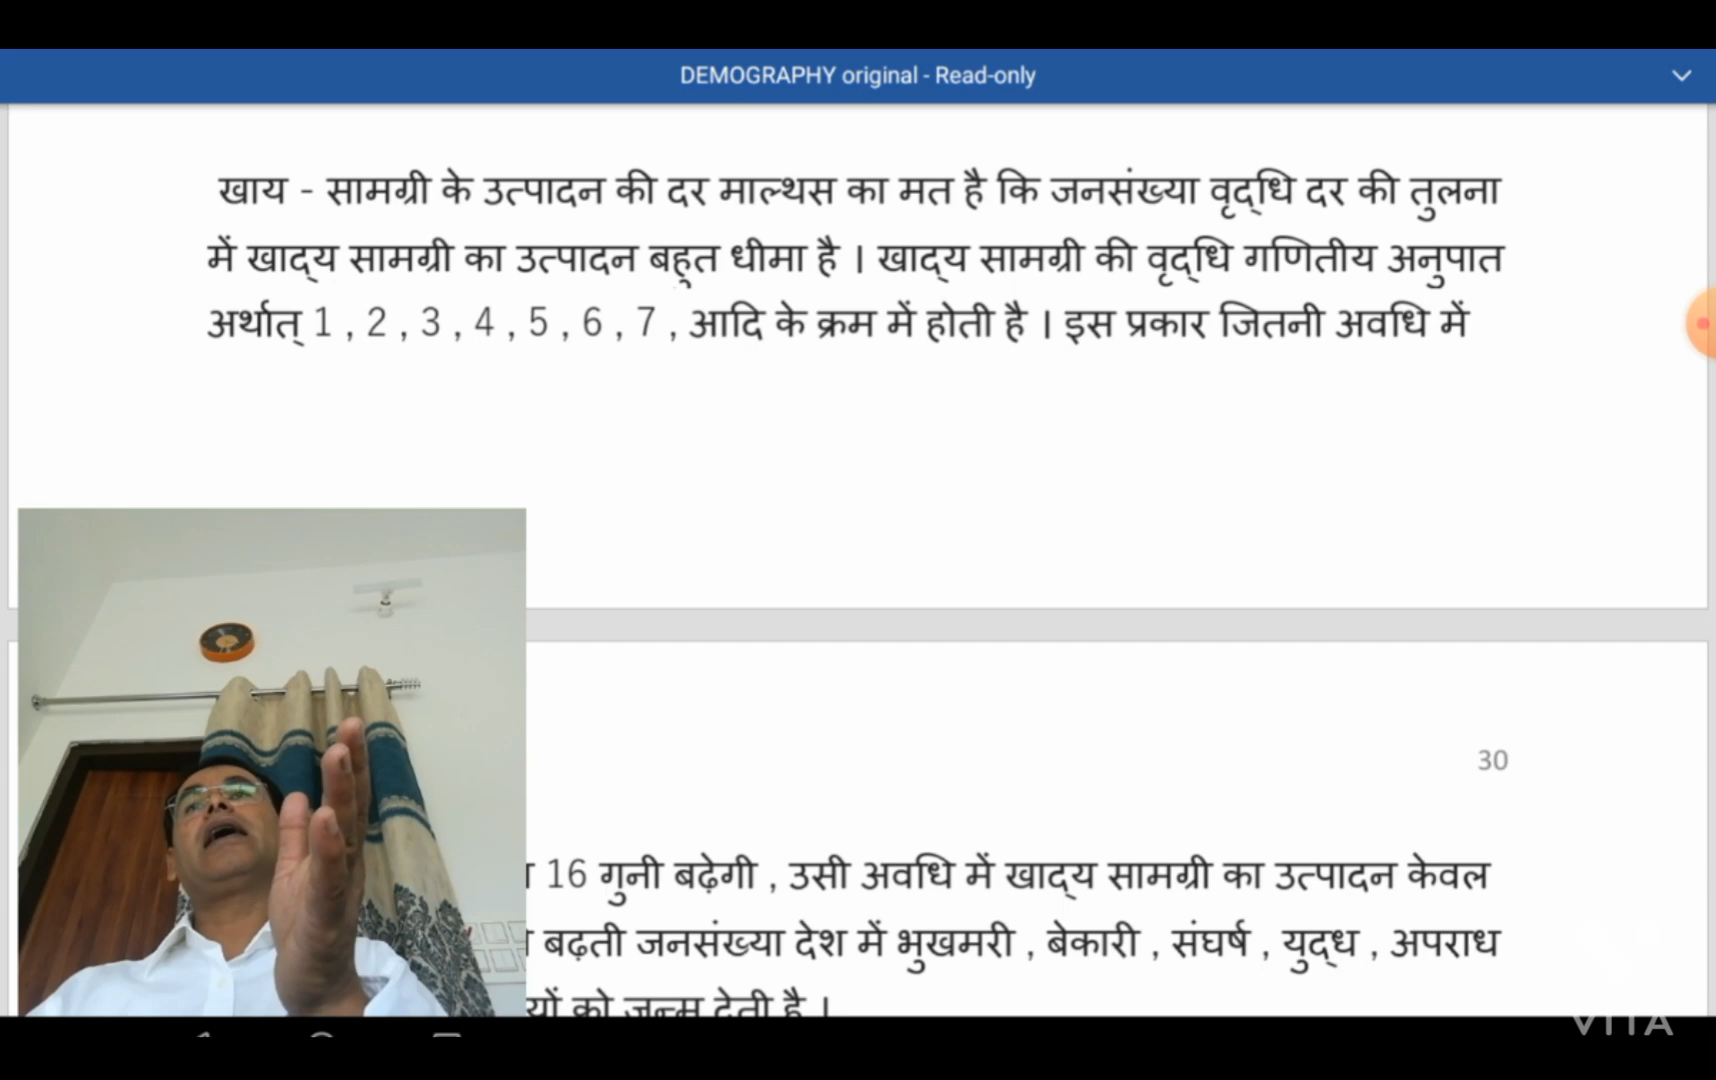 DEMOGRAPHY original - Read-only
खाय - सामग्री के उत्पादन की दर माल्थस का मत है कि जनसंख्या वृद्धि दर की तुलना
में खाद्य सामग्री का उत्पादन बहुत धीमा है । खाद्य सामग्री की वृद्धि गणितीय अनुपात
अर्थात् 1 , 2 , 3 , 4 , 5 , 6 , 7 , आदि के क्रम में होती है । इस प्रकार जितनी अवधि में
30
16 गुनी बढ़ेगी , उसी अवधि में खाद्य सामग्री का उत्पादन केवल
बढ़ती जनसंख्या देश में भुखमरी , बेकारी , संघर्ष , युद्ध , अपराध
को जन्म देती है ।
VITA